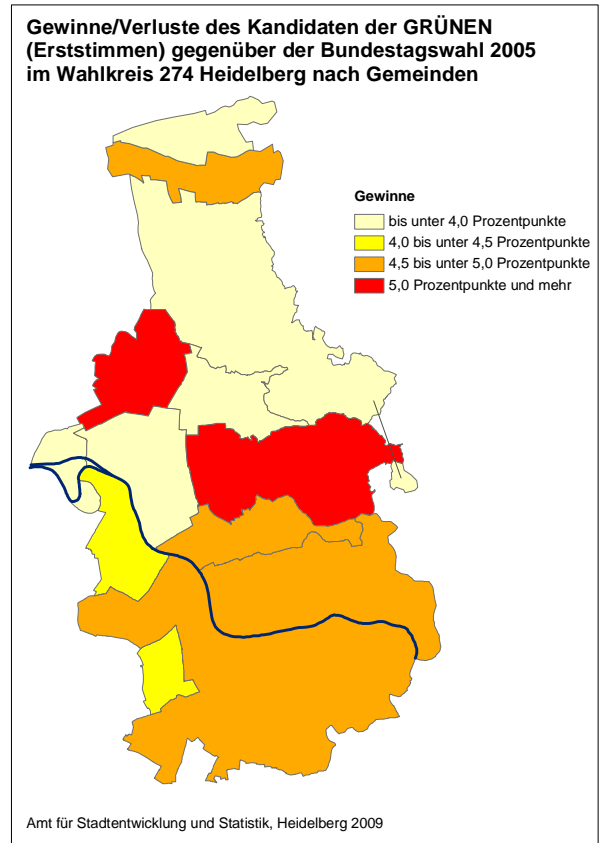 Gewinne/Verluste des Kandidaten der GRÜNEN
(Erststimmen) gegenüber der Bundestagswahl 2005
im Wahlkreis 274 Heidelberg nach Gemeinden
Gewinne
bis unter 4,0 Prozentpunkte
4,0 bis unter 4,5 Prozentpunkte
4,5 bis unter 5,0 Prozentpunkte
5,0 Prozentpunkte und mehr
Amt für Stadtentwicklung und Statistik, Heidelberg 2009